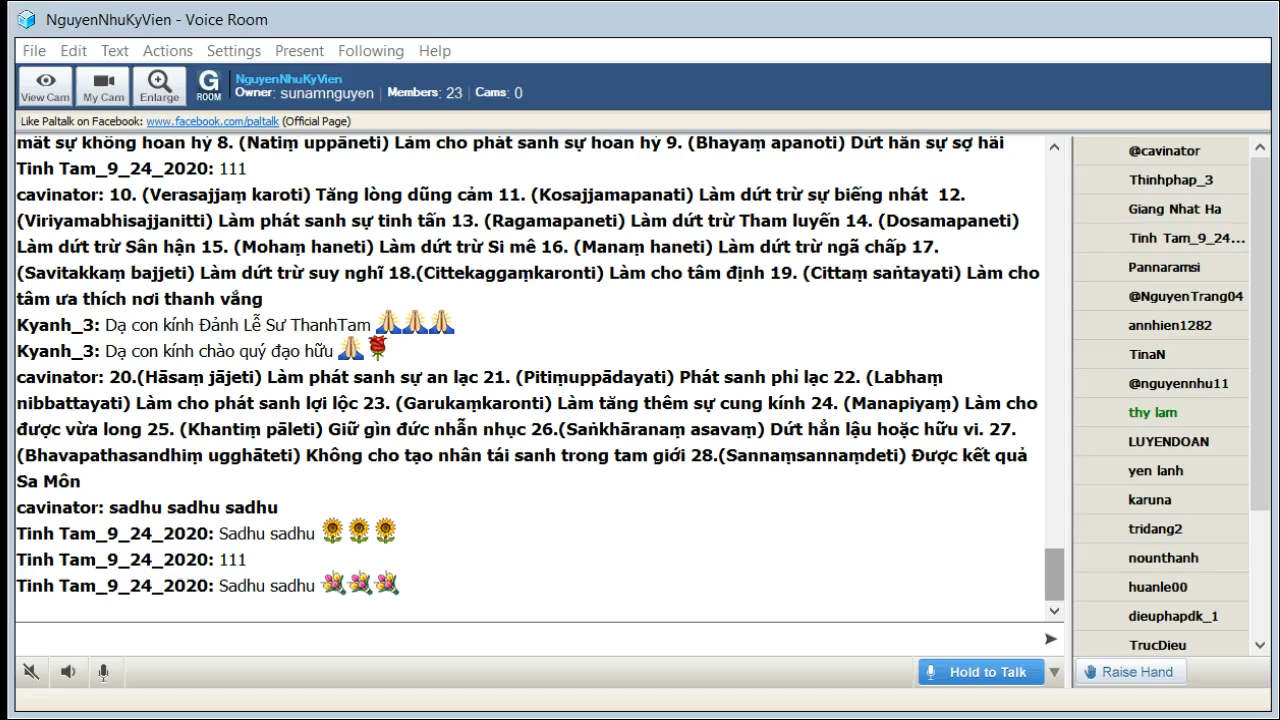 NguyenNhuKyVien - Voice Room
File Edit Text Actions Settings Present Following Help
View Cam My Cam Enlarge G ROOM
NguyenNhuKyVien
Owner: sunamnguyen Members: 23 Cams: 0
Like Paltalk on Facebook: www.facebook.com/paltalk (Official Page)
mất sự không hoan hỷ 8. (Natiṃ uppāneti) Làm cho phát sanh sự hoan hỷ 9. (Bhayaṃ apanoti) Dứt hẳn sự sợ hãi
Tinh Tam_9_24_2020: 111
cavinator: 10. (Verasajjaṃ karoti) Tăng lòng dũng cảm 11. (Kosajjamapanati) Làm dứt trừ sự biếng nhát 12.
(Viriyamabhisajjanitti) Làm phát sanh sự tinh tấn 13. (Ragamapaneti) Làm dứt trừ Tham luyến 14. (Dosamapaneti)
Làm dứt trừ Sân hận 15. (Mohaṃ haneti) Làm dứt trừ Si mê 16. (Manaṃ haneti) Làm dứt trừ ngã chấp 17.
(Savitakkaṃ bajjeti) Làm dứt trừ suy nghĩ 18.(Cittekaggaṃkaronti) Làm cho tâm định 19. (Cittaṃ saṅtayati) Làm cho
tâm ưa thích nơi thanh vắng
Kyanh_3: Dạ con kính Đảnh Lễ Sư ThanhTam 🙏🙏🙏
Kyanh_3: Dạ con kính chào quý đạo hữu 🙏🌹
cavinator: 20.(Hāsaṃ jājeti) Làm phát sanh sự an lạc 21. (Pitiṃuppādayati) Phát sanh phỉ lạc 22. (Labhaṃ
nibbattayati) Làm cho phát sanh lợi lộc 23. (Garukaṃkaronti) Làm tăng thêm sự cung kính 24. (Manapiyaṃ) Làm cho
được vừa long 25. (Khantiṃ pāleti) Giữ gìn đức nhẫn nhục 26.(Saṅkhāranaṃ asavaṃ) Dứt hẳn lậu hoặc hữu vi. 27.
(Bhavapathasandhiṃ ugghāteti) Không cho tạo nhân tái sanh trong tam giới 28.(Sannaṃsannaṃdeti) Được kết quả
Sa Môn
cavinator: sadhu sadhu sadhu
Tinh Tam_9_24_2020: Sadhu sadhu 🌻🌻🌻
Tinh Tam_9_24_2020: 111
Tinh Tam_9_24_2020: Sadhu sadhu 💐💐💐
Hold to Talk
@cavinator
Thinhphap_3
Giang Nhat Ha
Tinh Tam_9_24...
Pannaramsi
@NguyenTrang04
annhien1282
TinaN
@nguyennhu11
thy lam
LUYENDOAN
yen lanh
karuna
tridang2
nounthanh
huanle00
dieuphapdk_1
TrucDieu
Raise Hand